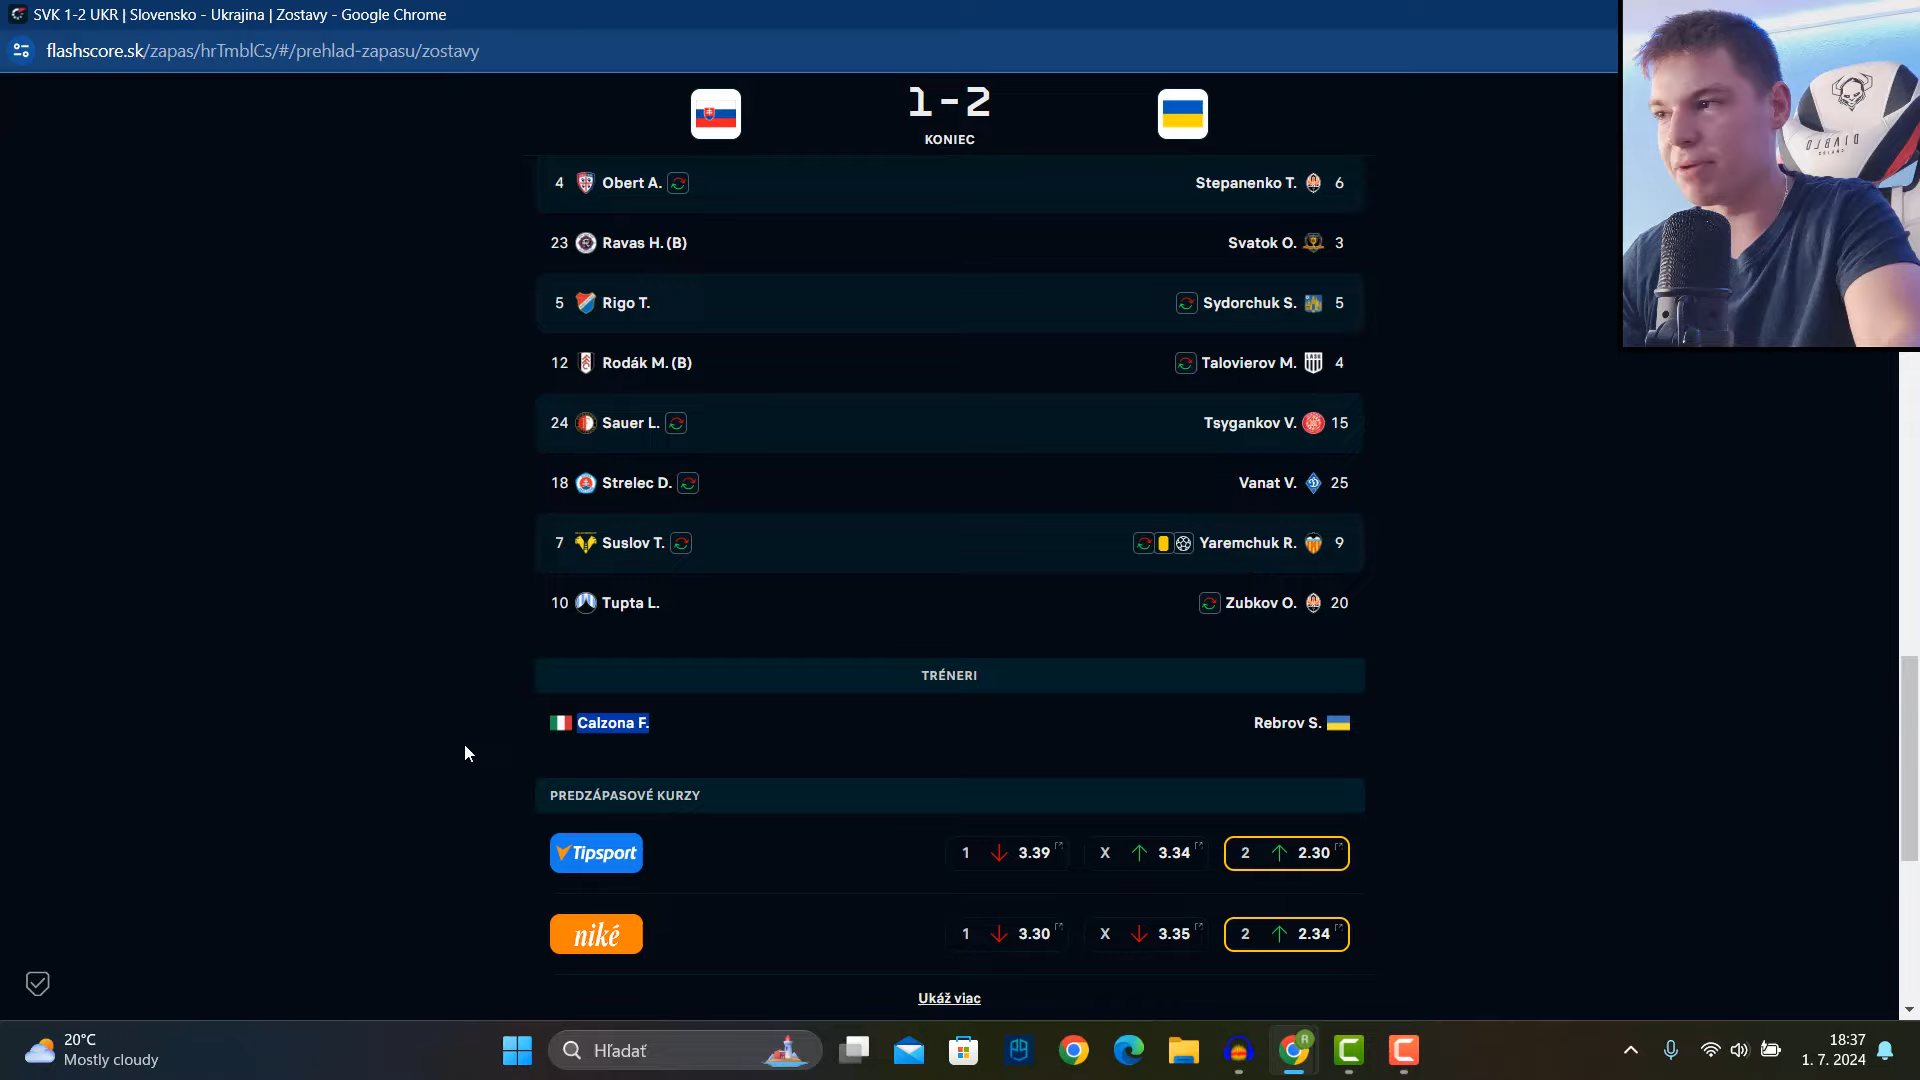 SVK 1-2 UKR | Slovensko - Ukrajina | Zostavy - Google Chrome
flashscore.sk/zapas/hrTmblCs/#/prehlad-zapasu/zostavy
1-2
KONIEC
4 Obert A. Stepanenko T. 6
23 Ravas H. (B) Svatok O. 3
5 Rigo T. Sydorchuk S. 5
12 Rodák M. (B) Talovierov M. 4
24 Sauer L. Tsygankov V. 15
18 Strelec D. Vanat V. 25
7 Suslov T. Yaremchuk R. 9
10 Tupta L. Zubkov O. 20
TRÉNERI
Calzona F. Rebrov S.
PREDZÁPASOVÉ KURZY
Tipsport 1 3.39 X 3.34 2 2.30
niké 1 3.30 X 3.35 2 2.34
Ukáž viac
DIABLO
20°C
Mostly cloudy
Hľadať
18:37
1. 7. 2024